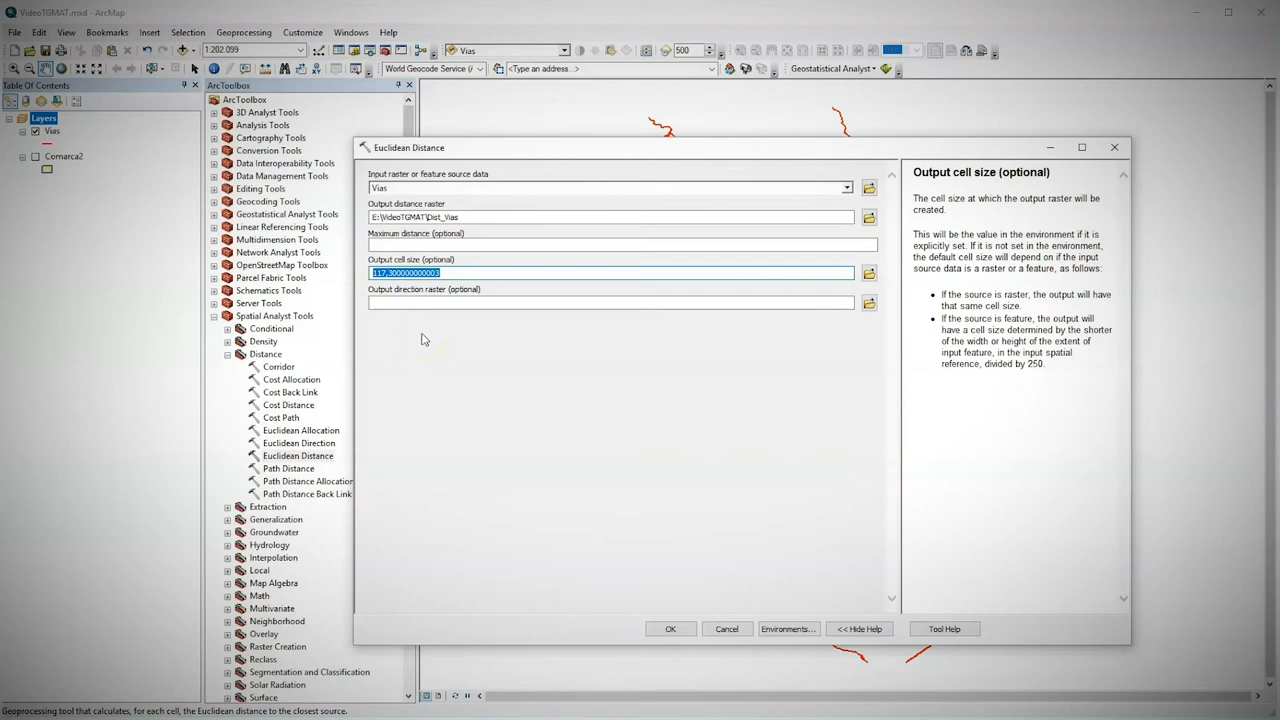 VideoTGMAT.mxd - ArcMap
File Edit View Bookmarks Insert Selection Geoprocessing Customize Windows Help
1:202.099 Vias 500
World Geocode Service (A <Type an address...> Geostatistical Analyst
Table Of Contents
Layers
Vias
Comarca2
ArcToolbox
ArcToolbox
3D Analyst Tools
Analysis Tools
Cartography Tools
Conversion Tools
Data Interoperability Tools
Data Management Tools
Editing Tools
Geocoding Tools
Geostatistical Analyst Tools
Linear Referencing Tools
Multidimension Tools
Network Analyst Tools
OpenStreetMap Toolbox
Parcel Fabric Tools
Schematics Tools
Server Tools
Spatial Analyst Tools
Conditional
Density
Distance
Corridor
Cost Allocation
Cost Back Link
Cost Distance
Cost Path
Euclidean Allocation
Euclidean Direction
Euclidean Distance
Path Distance
Path Distance Allocation
Path Distance Back Link
Extraction
Generalization
Groundwater
Hydrology
Interpolation
Local
Map Algebra
Math
Multivariate
Neighborhood
Overlay
Raster Creation
Reclass
Segmentation and Classification
Solar Radiation
Surface
Euclidean Distance
Input raster or feature source data
Vias
Output distance raster
E:\VideoTGMAT\Dist_Vias
Maximum distance (optional)
Output cell size (optional)
117,300000000003
Output direction raster (optional)
OK Cancel Environments... << Hide Help Tool Help
Output cell size (optional)
The cell size at which the output raster will be
created.
This will be the value in the environment if it is
explicitly set. If it is not set in the environment,
the default cell size will depend on if the input
source data is a raster or a feature, as follows:
• If the source is raster, the output will have
that same cell size.
• If the source is feature, the output will
have a cell size determined by the shorter
of the width or height of the extent of
input feature, in the input spatial
reference, divided by 250.
Geoprocessing tool that calculates, for each cell, the Euclidean distance to the closest source.